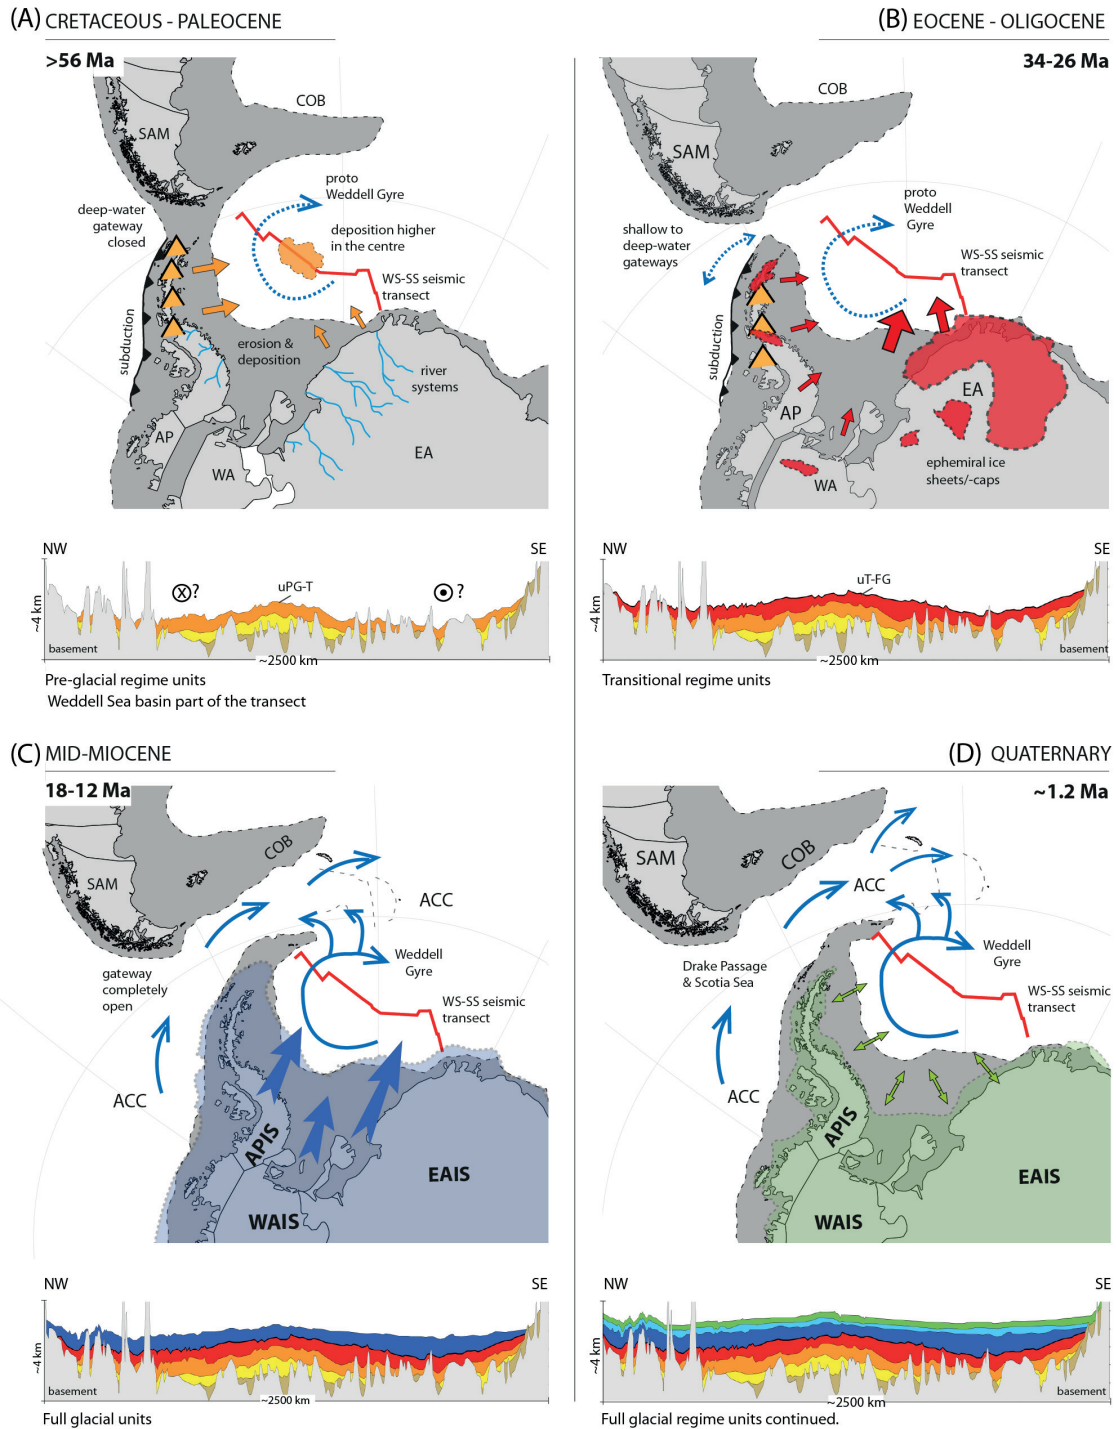 (A) CRETACEOUS - PALEOCENE
>56 Ma
COB
SAM
proto
Weddell Gyre
deep-water
gateway
closed
deposition higher
in the centre
WS-SS seismic
transect
subduction
erosion &
deposition
river
systems
AP
WA
EA
NW
SE
~4 km
X ?
uPG-T
?
basement
~2500 km
Pre-glacial regime units
Weddell Sea basin part of the transect
(B) EOCENE - OLIGOCENE
34-26 Ma
COB
SAM
proto
Weddell
Gyre
shallow to
deep-water
gateways
WS-SS seismic
transect
subduction
EA
AP
WA
ephemiral ice
sheets/-caps
NW
SE
~4 km
uT-FG
basement
~2500 km
Transitional regime units
(C) MID-MIOCENE
18-12 Ma
COB
SAM
ACC
Weddell
Gyre
gateway
completely
open
WS-SS seismic
transect
ACC
APIS
EAIS
WAIS
NW
SE
~4 km
basement
~2500 km
Full glacial units
(D) QUATERNARY
~1.2 Ma
SAM
COB
ACC
Weddell
Gyre
Drake Passage
& Scotia Sea
WS-SS seismic
transect
ACC
APIS
EAIS
WAIS
NW
SE
~4 km
basement
~2500 km
Full glacial regime units continued.